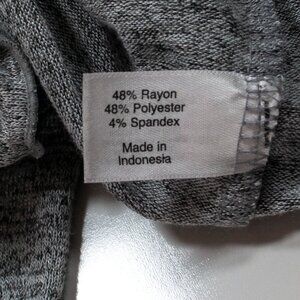 48% Rayon
48% Polyester
4% Spandex
Made in
Indonesia